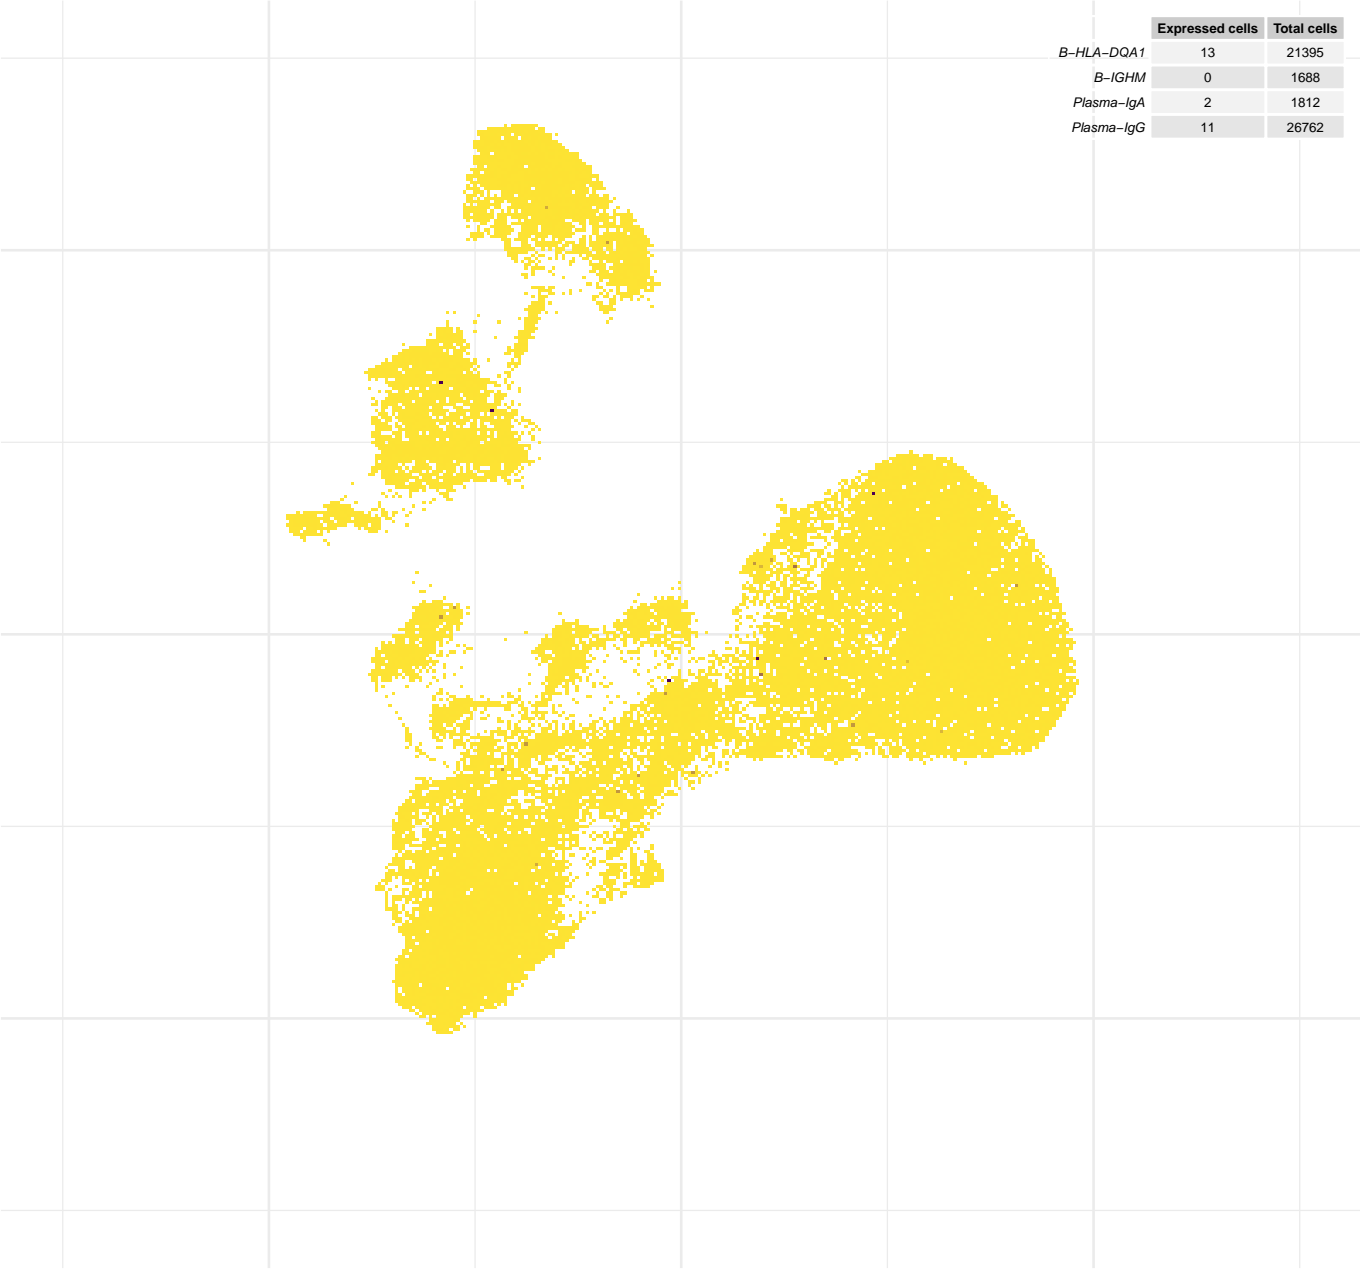 Expressed cells Total cells
B−HLA−DQA1 13 21395
B−IGHM 0 1688
Plasma−IgA 2 1812
Plasma−IgG 11 26762